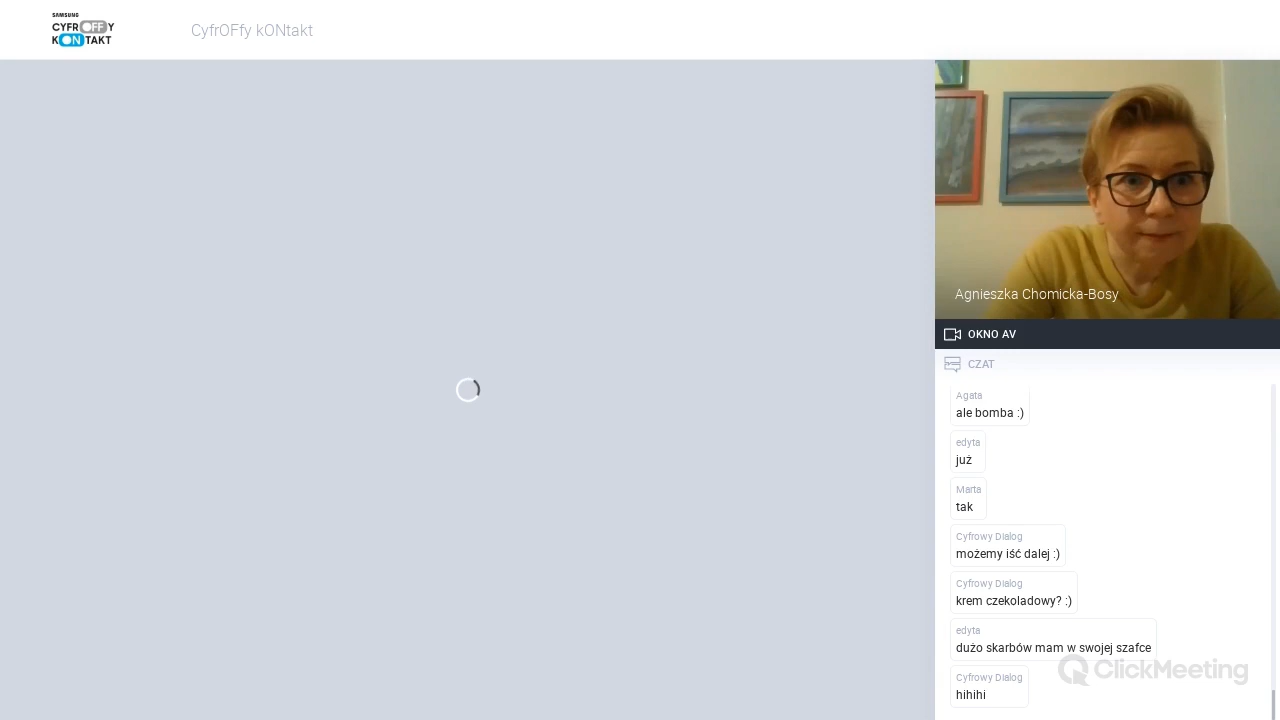 SAMSUNG
CYFROFFY
KONTAKT
CyfrOFfy kONtakt
Agnieszka Chomicka-Bosy
OKNO AV
CZAT
Agata
ale bomba :)
edyta
już
Marta
tak
Cyfrowy Dialog
możemy iść dalej :)
Cyfrowy Dialog
krem czekoladowy? :)
edyta
dużo skarbów mam w swojej szafce
Cyfrowy Dialog
hihihi
ClickMeeting